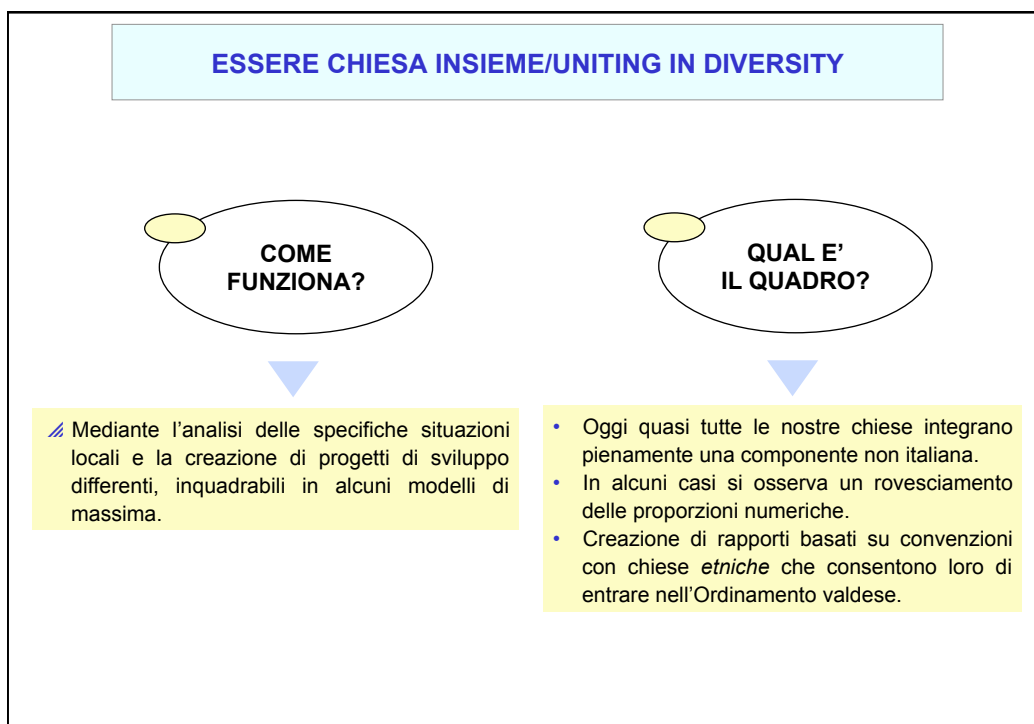 ESSERE CHIESA INSIEME/UNITING IN DIVERSITY
COME
FUNZIONA?
Mediante l’analisi delle specifiche situazioni
locali e la creazione di progetti di sviluppo
differenti, inquadrabili in alcuni modelli di
massima.
QUAL E’
IL QUADRO?
• Oggi quasi tutte le nostre chiese integrano
pienamente una componente non italiana.
• In alcuni casi si osserva un rovesciamento
delle proporzioni numeriche.
• Creazione di rapporti basati su convenzioni
con chiese etniche che consentono loro di
entrare nell’Ordinamento valdese.